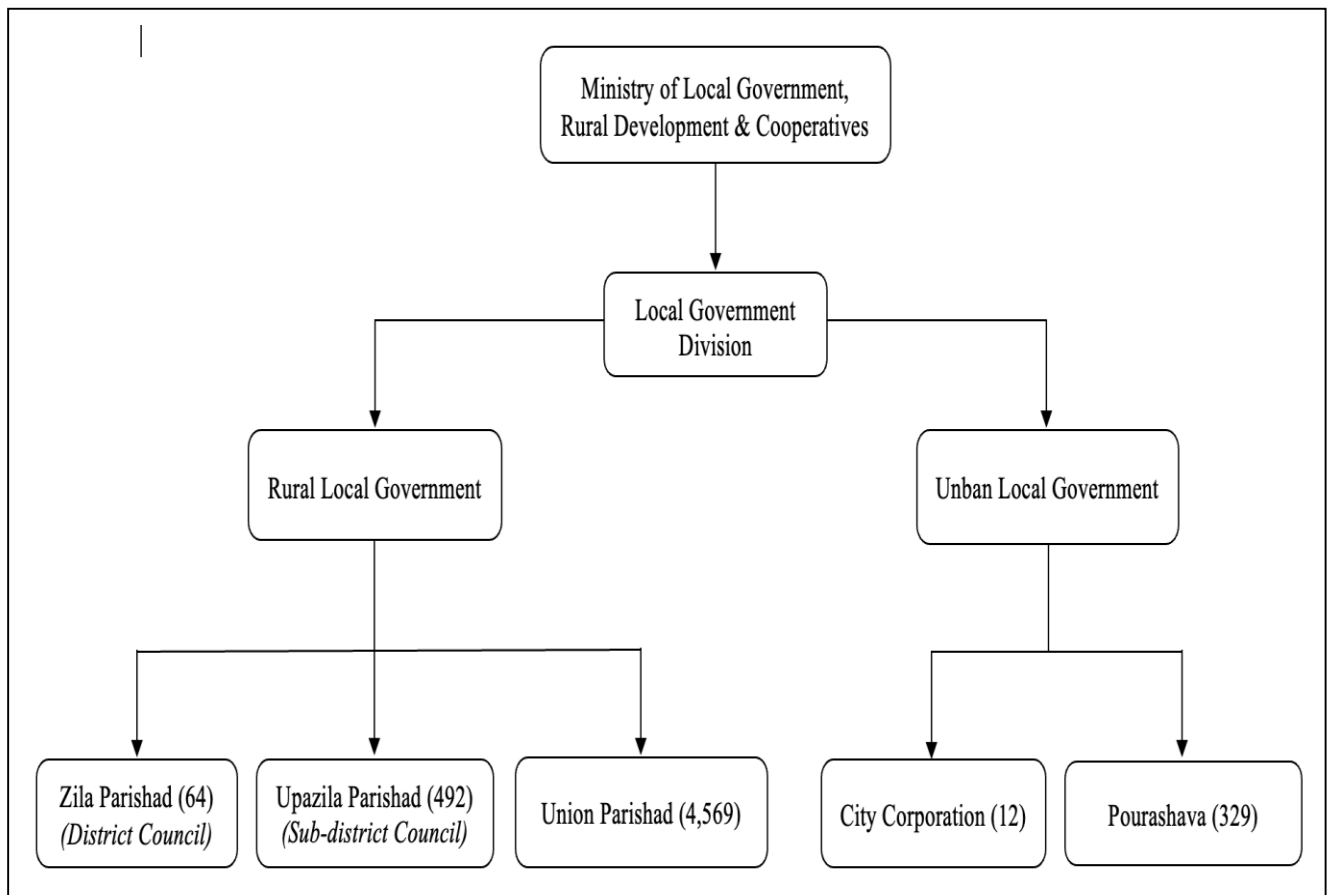 Ministry of Local Government,
Rural Development & Cooperatives
Local Government
Division
Rural Local Government
Unban Local Government
Zila Parishad (64)
(District Council)
Upazila Parishad (492)
(Sub-district Council)
Union Parishad (4,569)
City Corporation (12)
Pourashava (329)